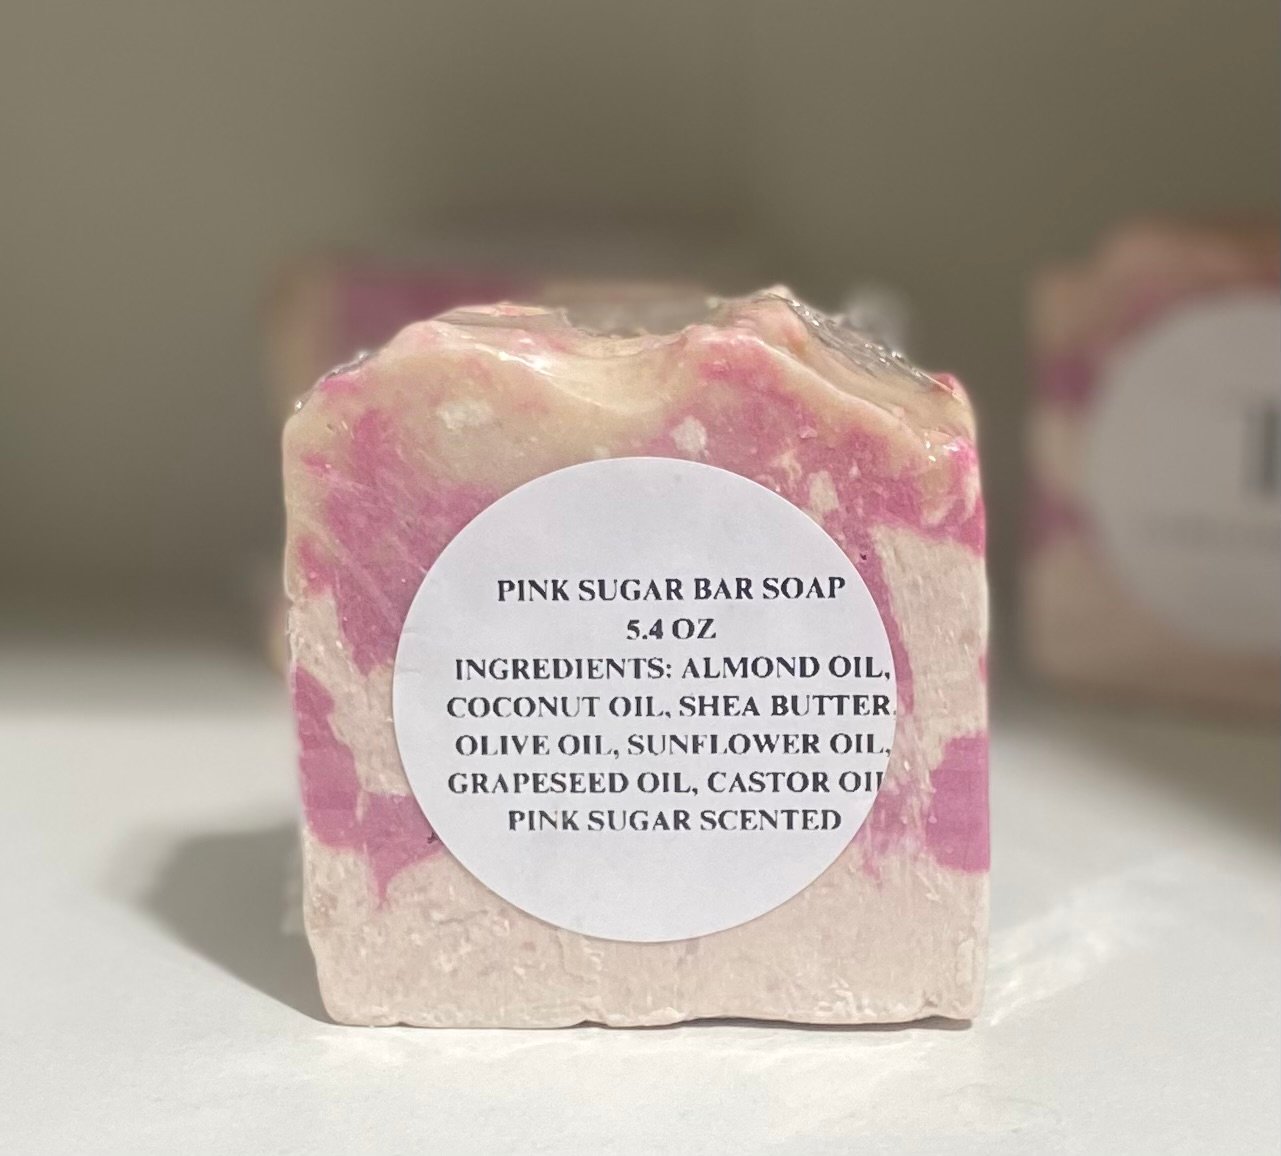 PINK SUGAR BAR SOAP
5.4 OZ
INGREDIENTS: ALMOND OIL,
COCONUT OIL, SHEA BUTTER,
OLIVE OIL, SUNFLOWER OIL,
GRAPESEED OIL, CASTOR OIL
PINK SUGAR SCENTED